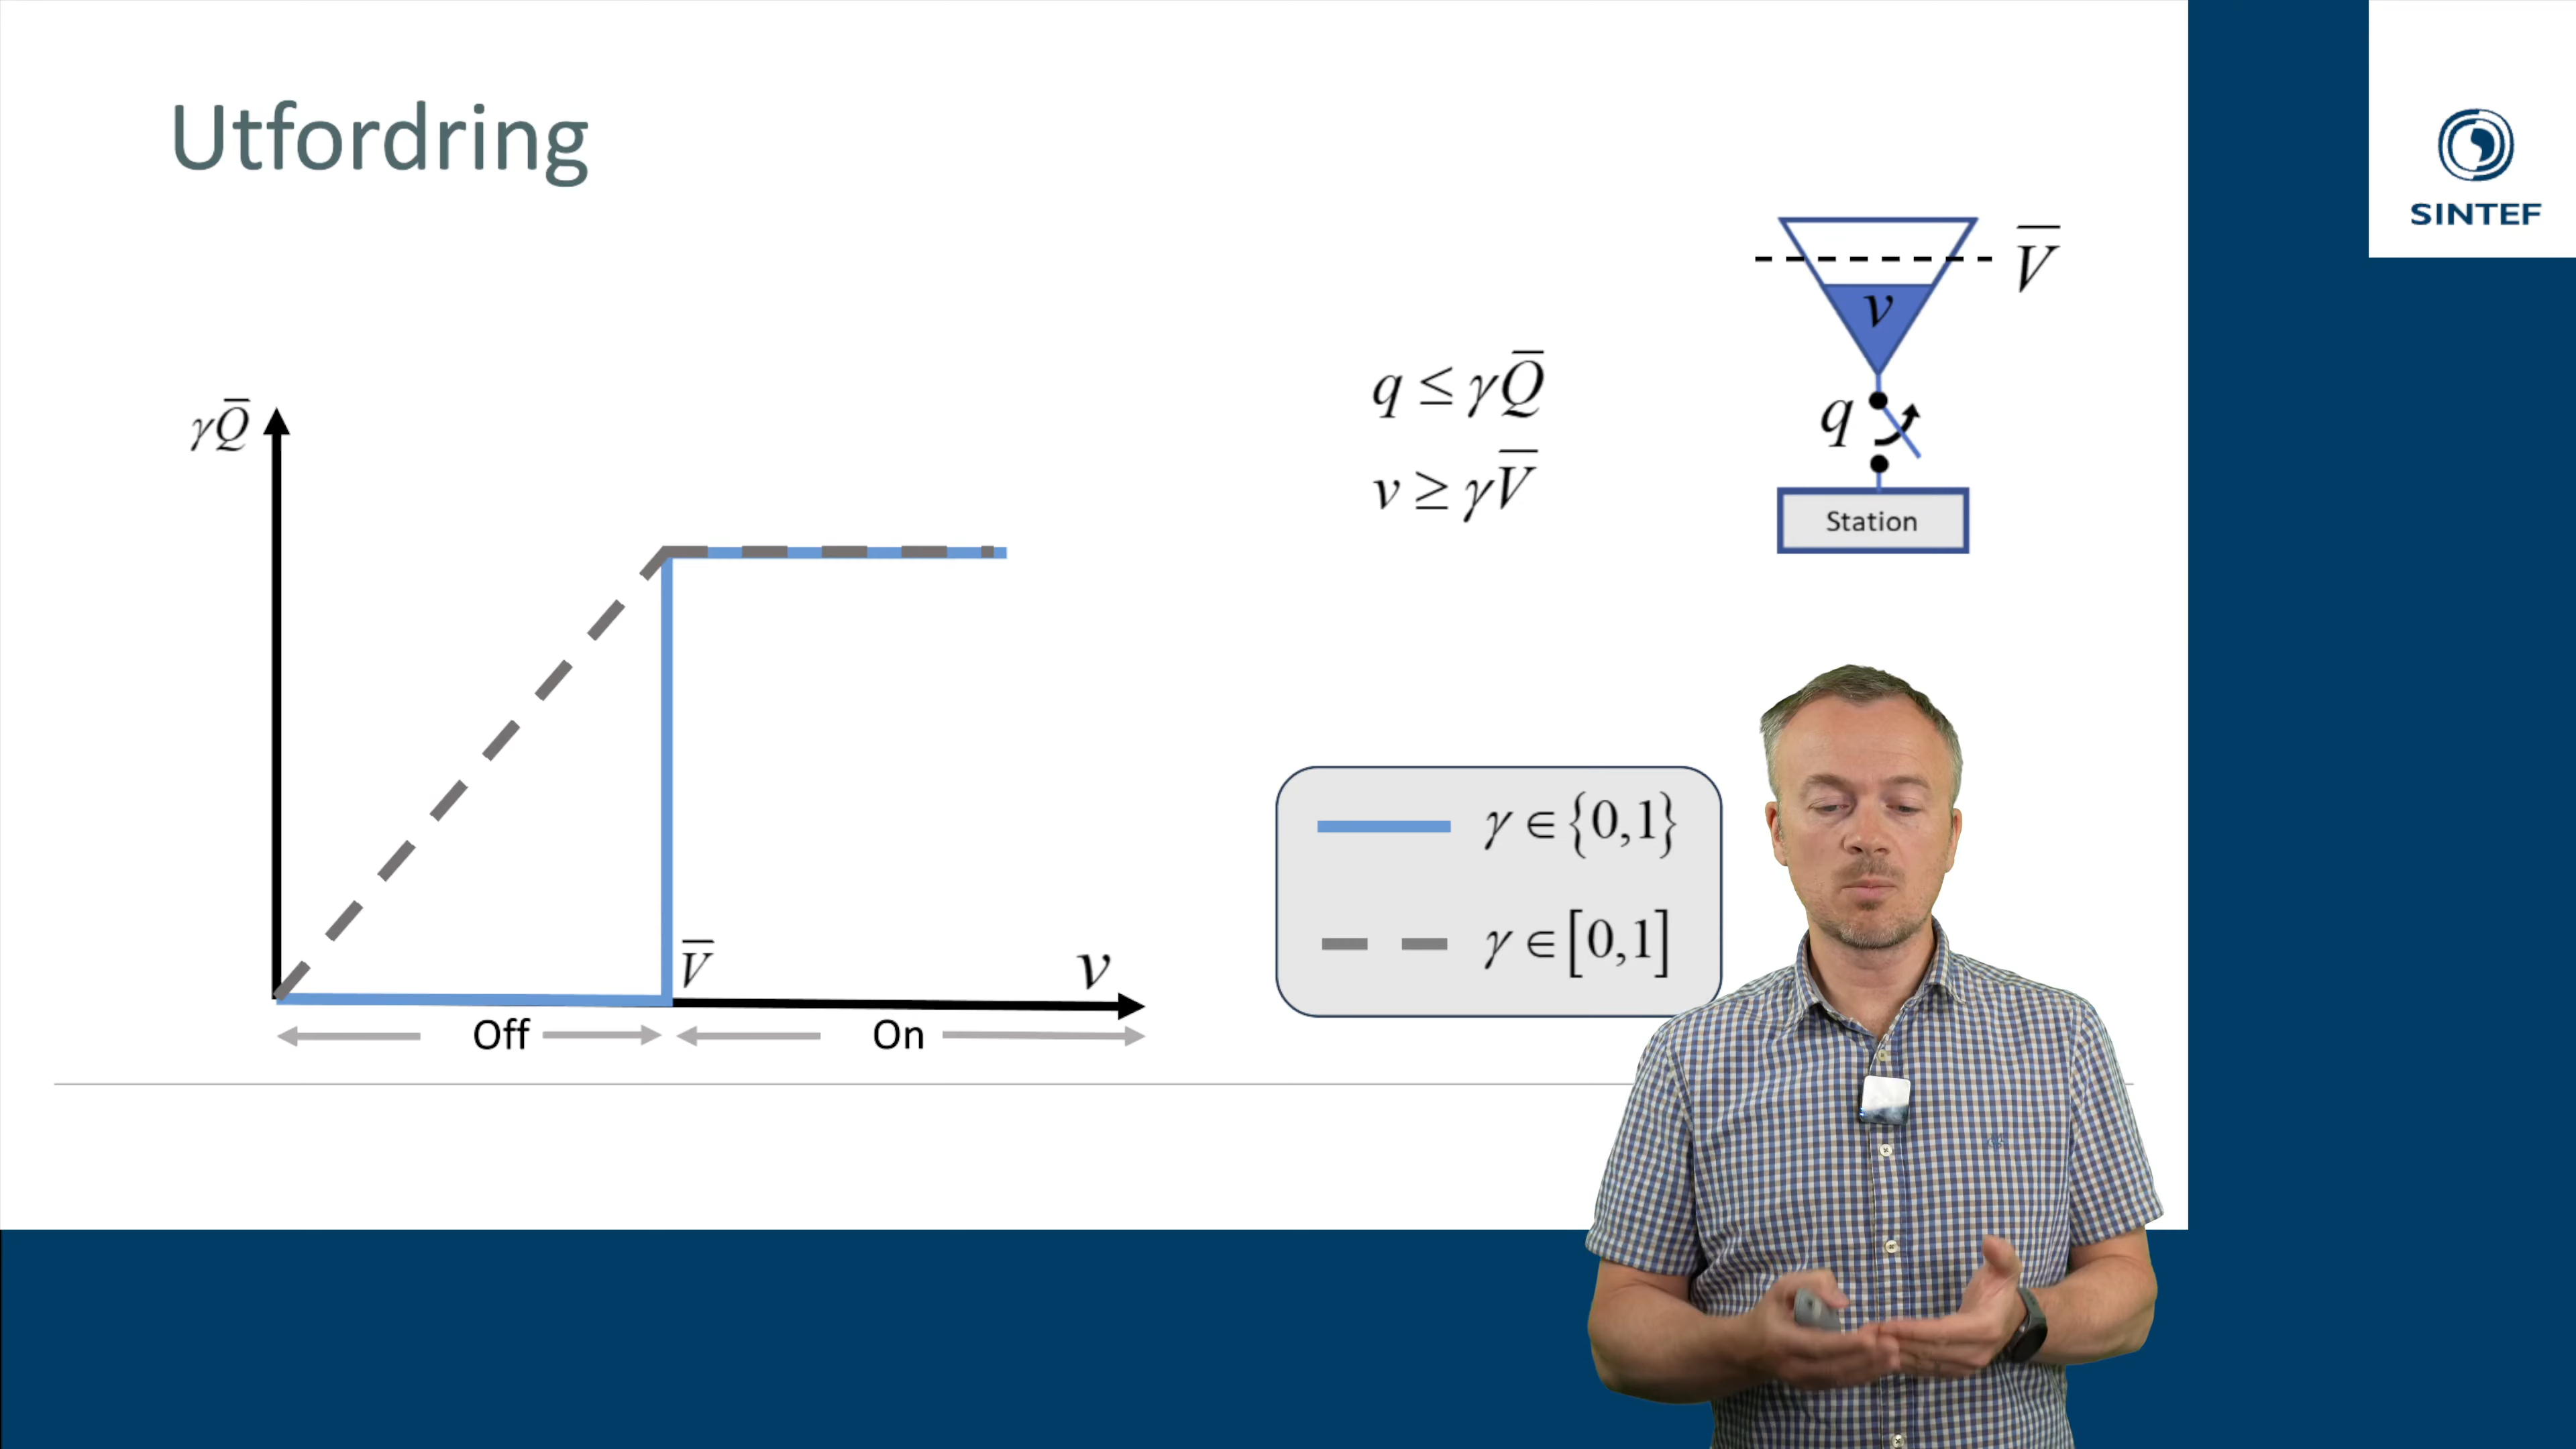 Utfordring
SINTEF
V̅
v
q ≤ γQ̅
v ≥ γV̅
q
Station
γQ̅
V̅
v
Off
On
γ ∈ {0,1}
γ ∈ [0,1]